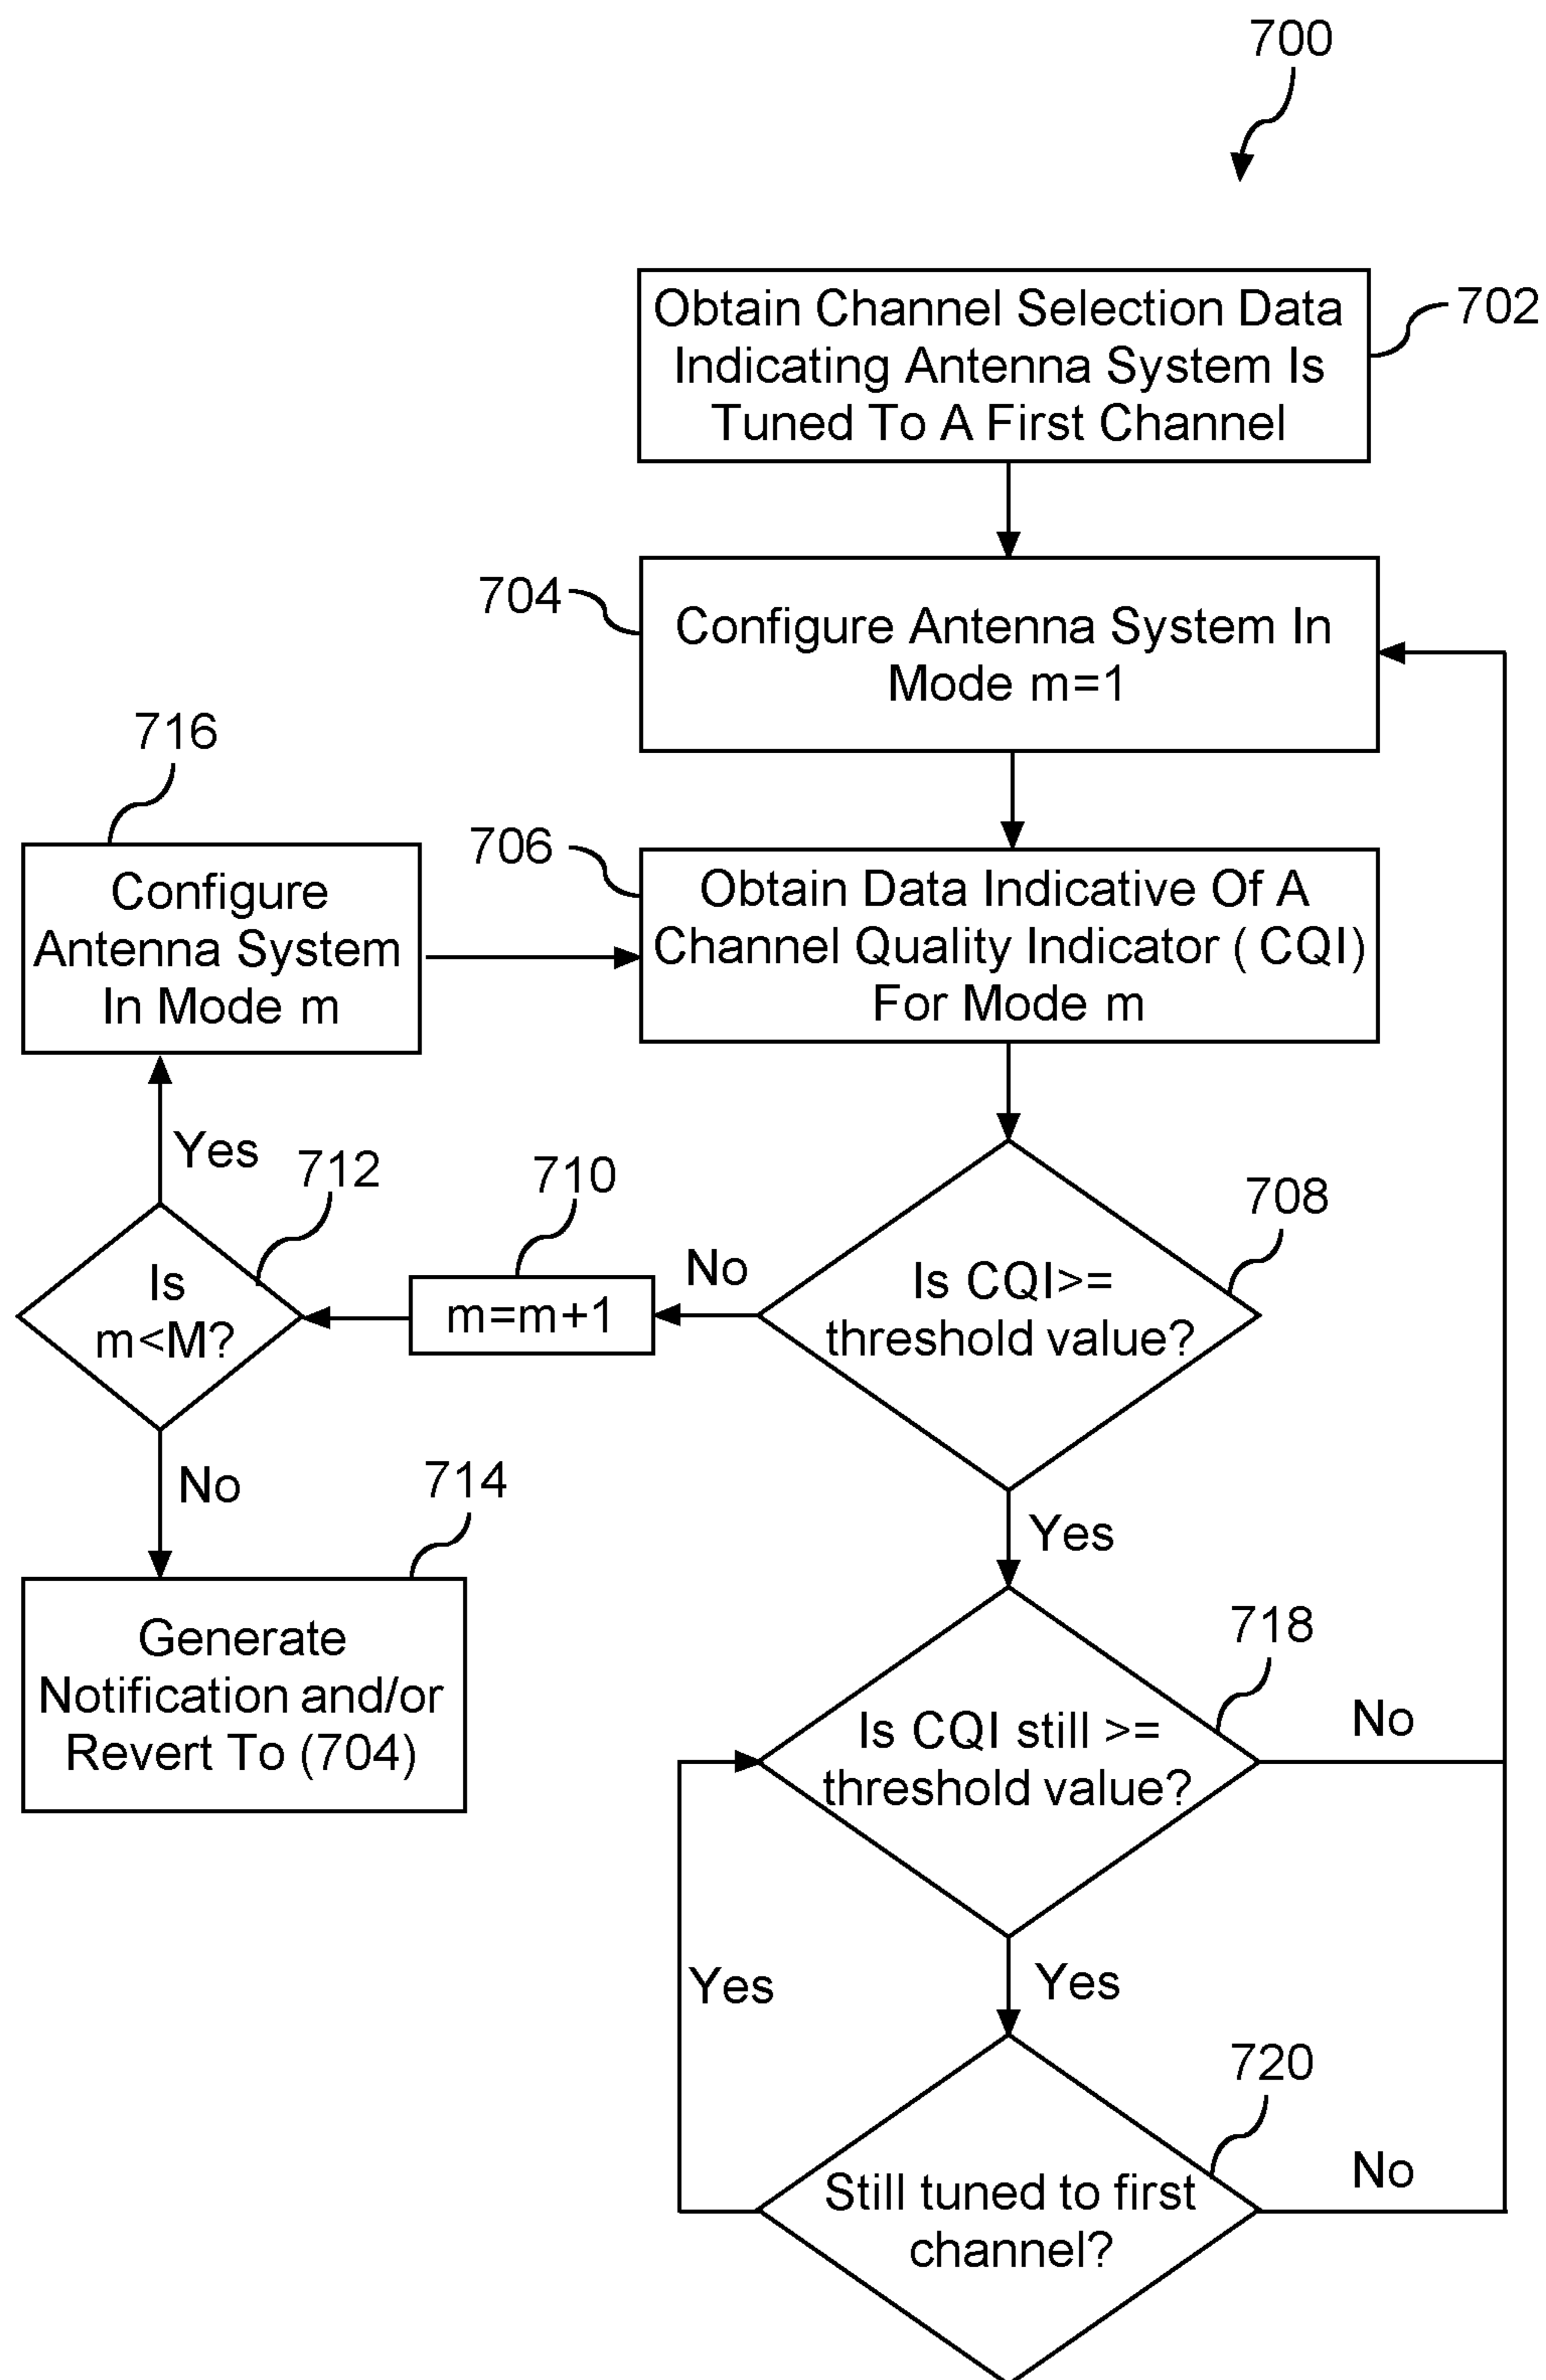 700
Obtain Channel Selection Data
Indicating Antenna System Is
Tuned To A First Channel
702
704
Configure Antenna System In
Mode m=1
716
Configure
Antenna System
In Mode m
706
Obtain Data Indicative Of A
Channel Quality Indicator ( CQI)
For Mode m
Yes
712
710
708
Is
m<M?
m=m+1
No
Is CQI>=
threshold value?
No
714
Yes
Generate
Notification and/or
Revert To (704)
718
Is CQI still >=
threshold value?
No
Yes
Yes
720
Still tuned to first
channel?
No